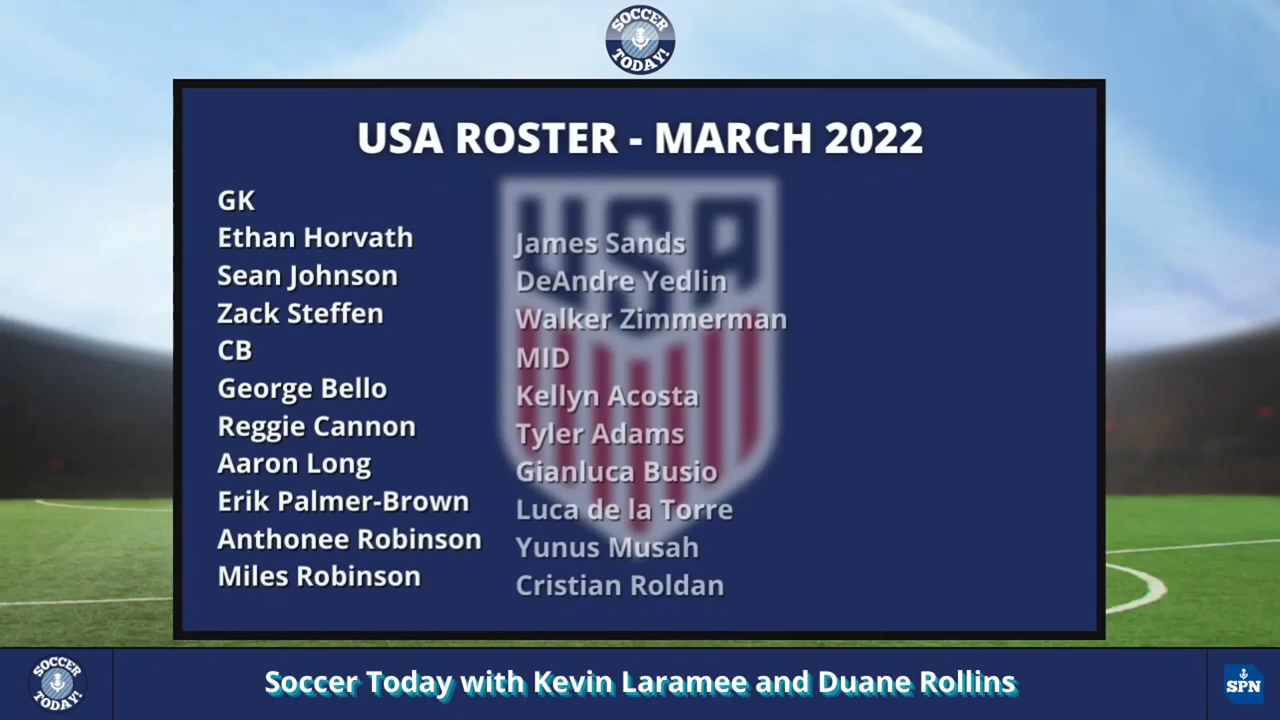 SOCCER
TODAY!
USA ROSTER - MARCH 2022
GK
Ethan Horvath
Sean Johnson
Zack Steffen
CB
George Bello
Reggie Cannon
Aaron Long
Erik Palmer-Brown
Anthonee Robinson
Miles Robinson
USA
James Sands
DeAndre Yedlin
Walker Zimmerman
MID
Kellyn Acosta
Tyler Adams
Gianluca Busio
Luca de la Torre
Yunus Musah
Cristian Roldan
SOCCER
TODAY!
Soccer Today with Kevin Laramee and Duane Rollins
SPN